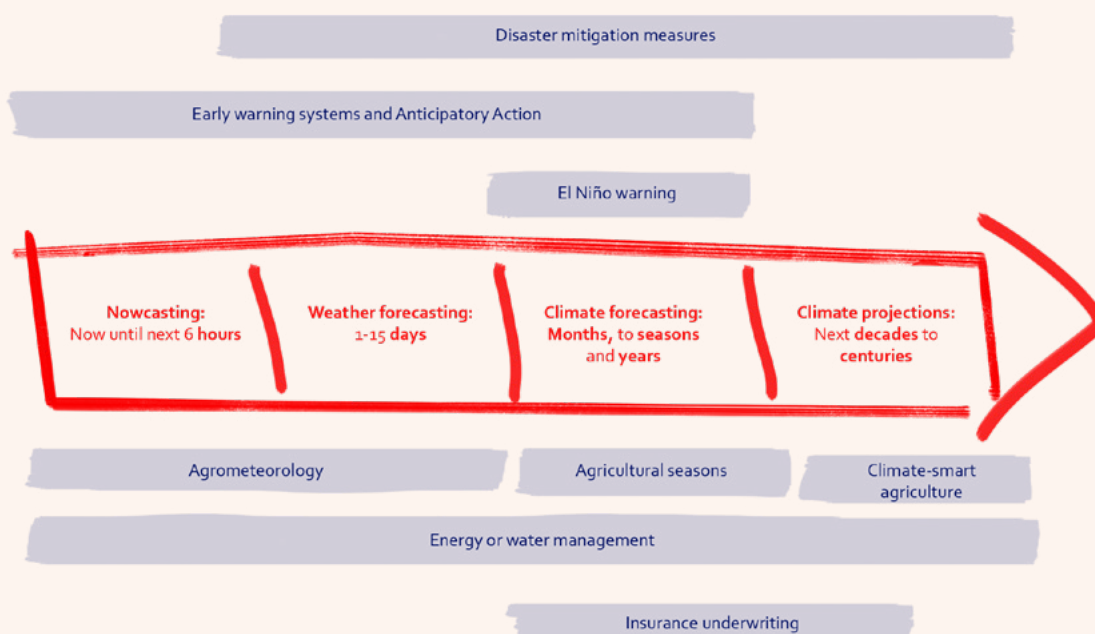 Disaster mitigation measures
Early warning systems and Anticipatory Action
El Niño warning
Nowcasting:
Now until next 6 hours
Weather forecasting:
1-15 days
Climate forecasting:
Months, to seasons
and years
Climate projections:
Next decades to
centuries
Agrometeorology
Agricultural seasons
Climate-smart
agriculture
Energy or water management
Insurance underwriting